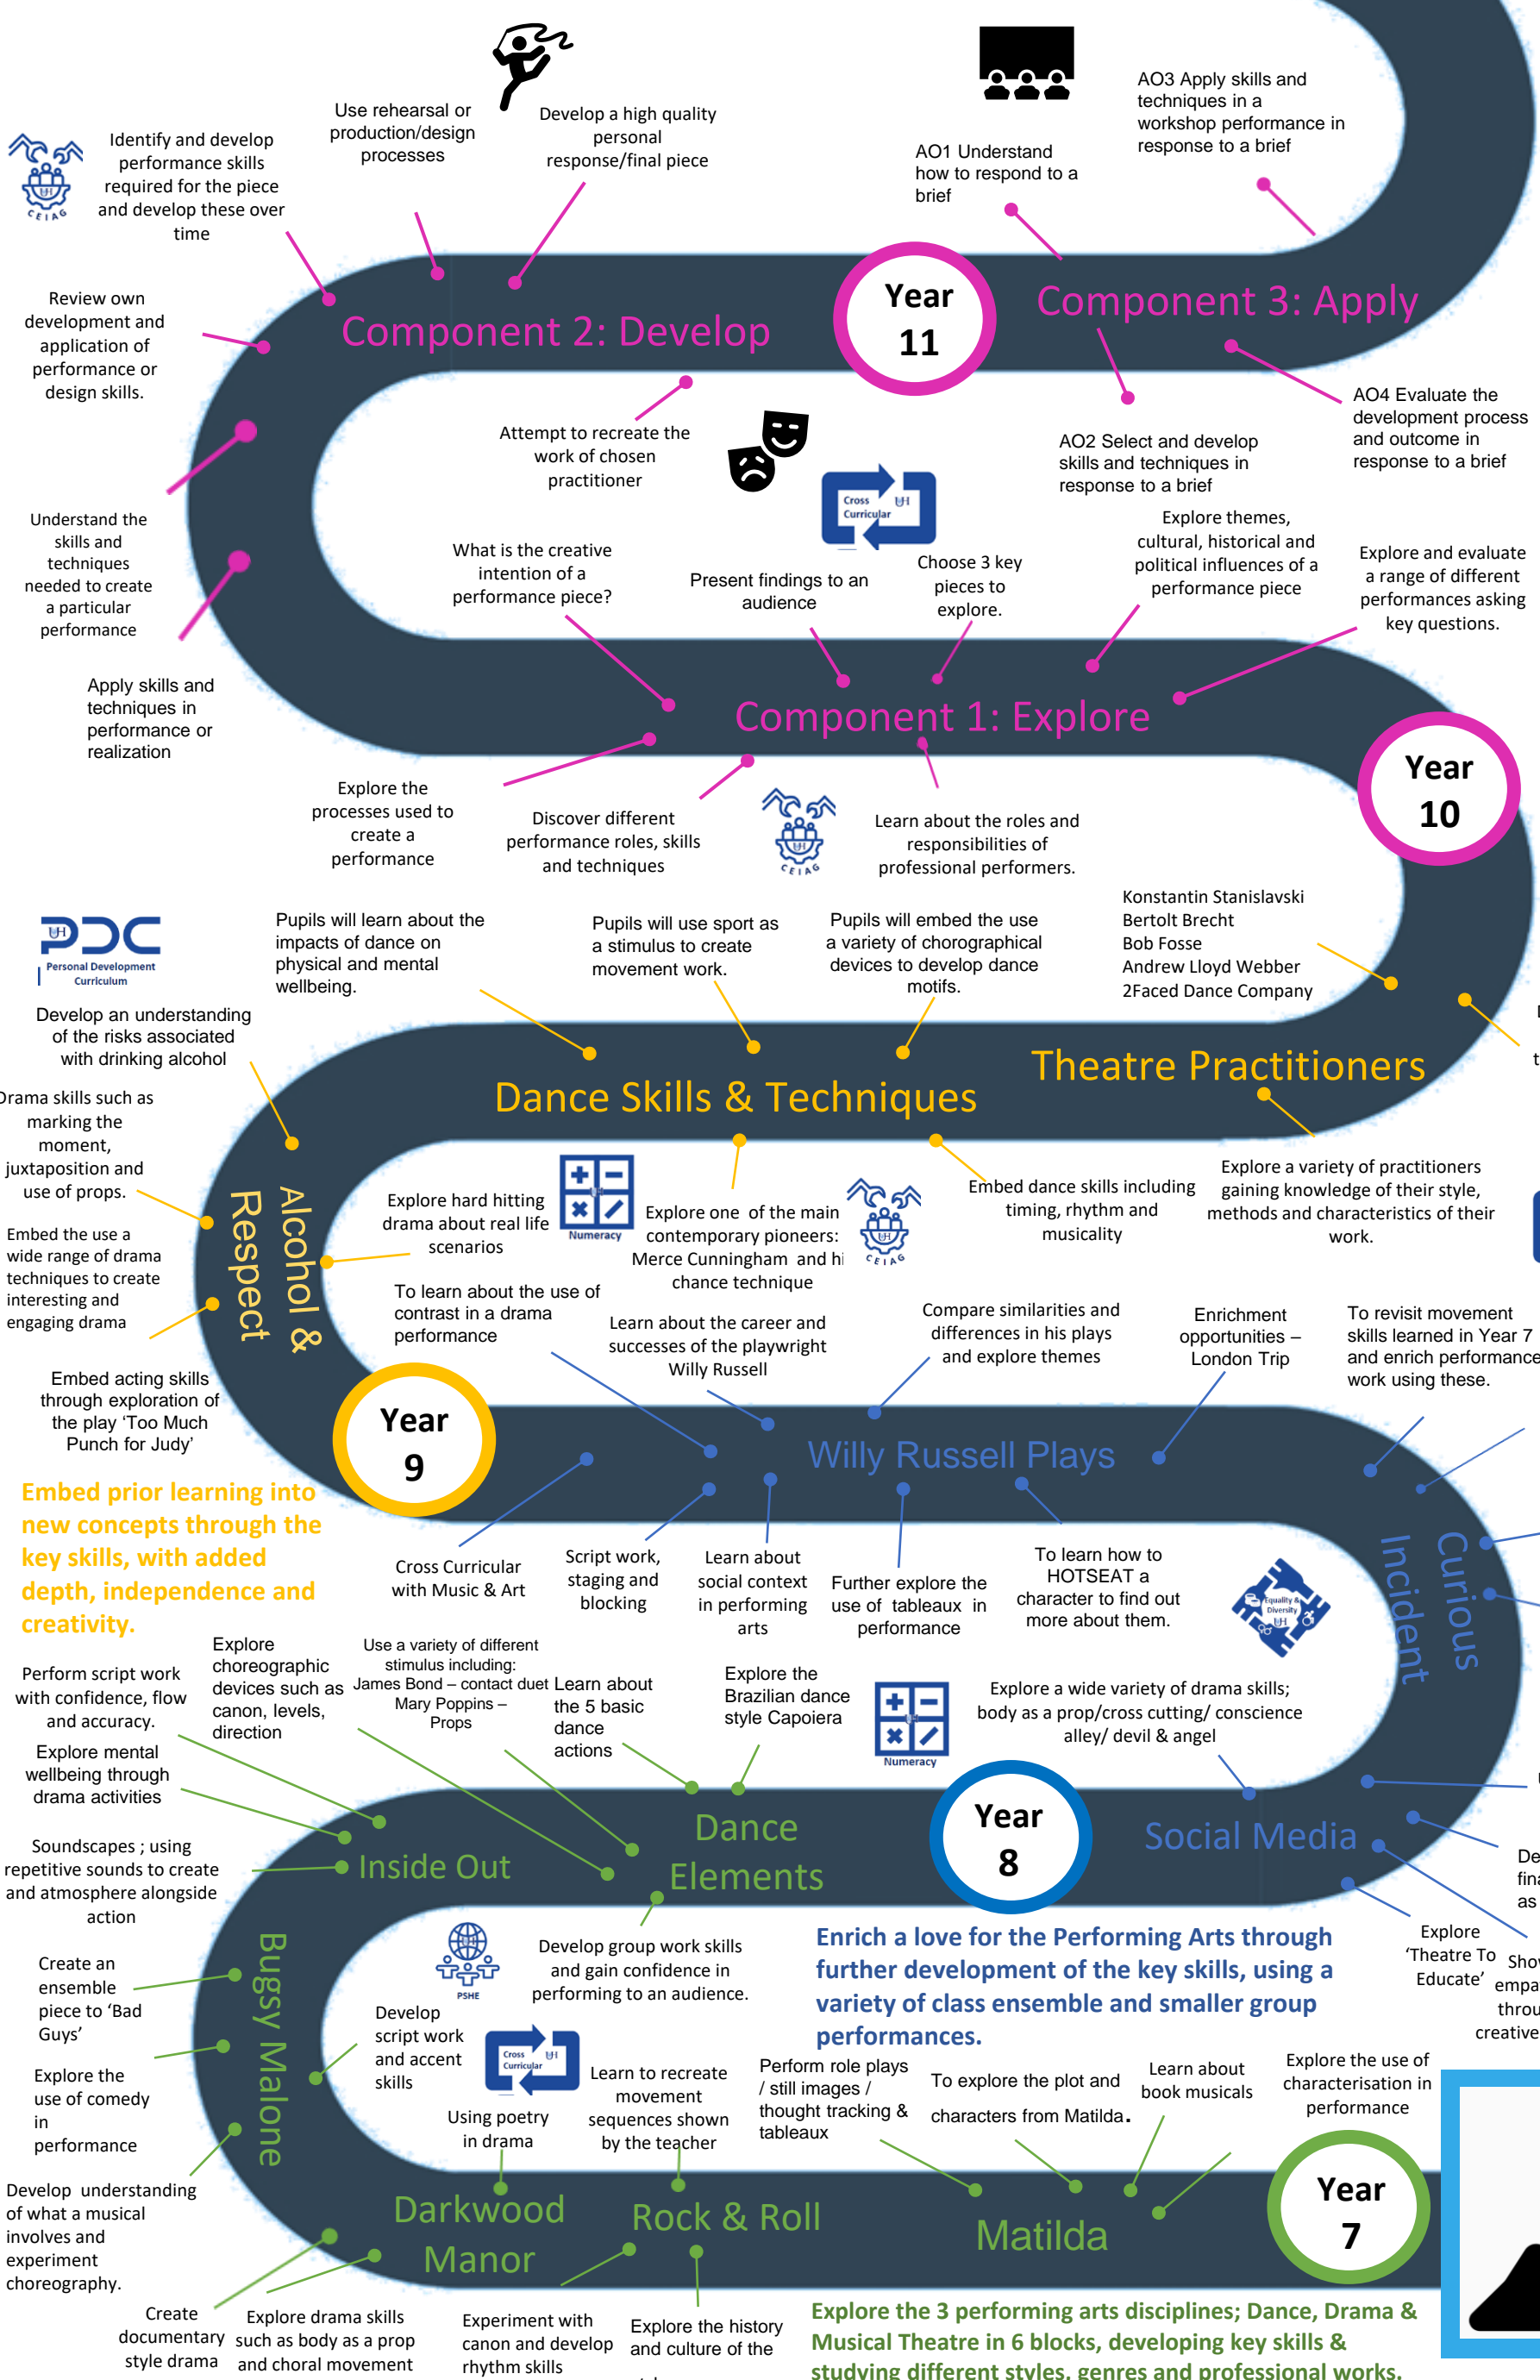 Use rehearsal or
production/design
processes
Develop a high quality
personal
response/final piece
AO3 Apply skills and
techniques in a
workshop performance in
response to a brief
CEIAG
Identify and develop
performance skills
required for the piece
and develop these over
time
AO1 Understand
how to respond to a
brief
Review own
development and
application of
performance or
design skills.
Component 2: Develop
Year
11
Component 3: Apply
Attempt to recreate the
work of chosen
practitioner
AO2 Select and develop
skills and techniques in
response to a brief
AO4 Evaluate the
development process
and outcome in
response to a brief
Cross
Curricular
UH
Understand the
skills and
techniques
needed to create
a particular
performance
What is the creative
intention of a
performance piece?
Present findings to an
audience
Choose 3 key
pieces to
explore.
Explore themes,
cultural, historical and
political influences of a
performance piece
Explore and evaluate
a range of different
performances asking
key questions.
Apply skills and
techniques in
performance or
realization
Component 1: Explore
Year
10
Explore the
processes used to
create a
performance
Discover different
performance roles, skills
and techniques
CEIAG
Learn about the roles and
responsibilities of
professional performers.
PDC
Personal Development
Curriculum
Pupils will learn about the
impacts of dance on
physical and mental
wellbeing.
Pupils will use sport as
a stimulus to create
movement work.
Pupils will embed the use
a variety of chorographical
devices to develop dance
motifs.
Konstantin Stanislavski
Bertolt Brecht
Bob Fosse
Andrew Lloyd Webber
2Faced Dance Company
Develop an understanding
of the risks associated
with drinking alcohol
Dance Skills & Techniques
Theatre Practitioners
Drama skills such as
marking the
moment,
juxtaposition and
use of props.
Alcohol &
Respect
Explore hard hitting
drama about real life
scenarios
Numeracy
Explore one of the main
contemporary pioneers:
Merce Cunningham and hi
chance technique
CEIAG
Embed dance skills including
timing, rhythm and
musicality
Explore a variety of practitioners
gaining knowledge of their style,
methods and characteristics of their
work.
Embed the use a
wide range of drama
techniques to create
interesting and
engaging drama
Embed acting skills
through exploration of
the play ‘Too Much
Punch for Judy’
To learn about the use of
contrast in a drama
performance
Learn about the career and
successes of the playwright
Willy Russell
Compare similarities and
differences in his plays
and explore themes
Enrichment
opportunities –
London Trip
To revisit movement
skills learned in Year 7
and enrich performance
work using these.
Year
9
Willy Russell Plays
Embed prior learning into
new concepts through the
key skills, with added
depth, independence and
creativity.
Cross Curricular
with Music & Art
Script work,
staging and
blocking
Learn about
social context
in performing
arts
Further explore the
use of tableaux in
performance
To learn how to
HOTSEAT a
character to find out
more about them.
Equality &
Diversity
UH
Curious
Incident
Perform script work
with confidence, flow
and accuracy.
Explore
choreographic
devices such as
canon, levels,
direction
Use a variety of different
stimulus including:
James Bond – contact duet
Mary Poppins –
Props
Learn about
the 5 basic
dance
actions
Explore the
Brazilian dance
style Capoiera
Numeracy
Explore a wide variety of drama skills;
body as a prop/cross cutting/ conscience
alley/ devil & angel
Explore mental
wellbeing through
drama activities
Soundscapes ; using
repetitive sounds to create
and atmosphere alongside
action
Inside Out
Dance
Elements
Year
8
Social Media
De
fina
as
Explore
‘Theatre To
Educate’
Show
empa
throu
creative
PSHE
Develop group work skills
and gain confidence in
performing to an audience.
Enrich a love for the Performing Arts through
further development of the key skills, using a
variety of class ensemble and smaller group
performances.
Create an
ensemble
piece to ‘Bad
Guys’
Bugsy Malone
Develop
script work
and accent
skills
Cross
Curricular
UH
Explore the
use of comedy
in
performance
Using poetry
in drama
Learn to recreate
movement
sequences shown
by the teacher
Perform role plays
/ still images /
thought tracking &
tableaux
To explore the plot and
characters from Matilda.
Learn about
book musicals
Explore the use of
characterisation in
performance
Develop understanding
of what a musical
involves and
experiment
choreography.
Darkwood
Manor
Rock & Roll
Matilda
Year
7
Create
documentary
style drama
Explore drama skills
such as body as a prop
and choral movement
Experiment with
canon and develop
rhythm skills
Explore the history
and culture of the
Explore the 3 performing arts disciplines; Dance, Drama &
Musical Theatre in 6 blocks, developing key skills &
studying different styles, genres and professional works.